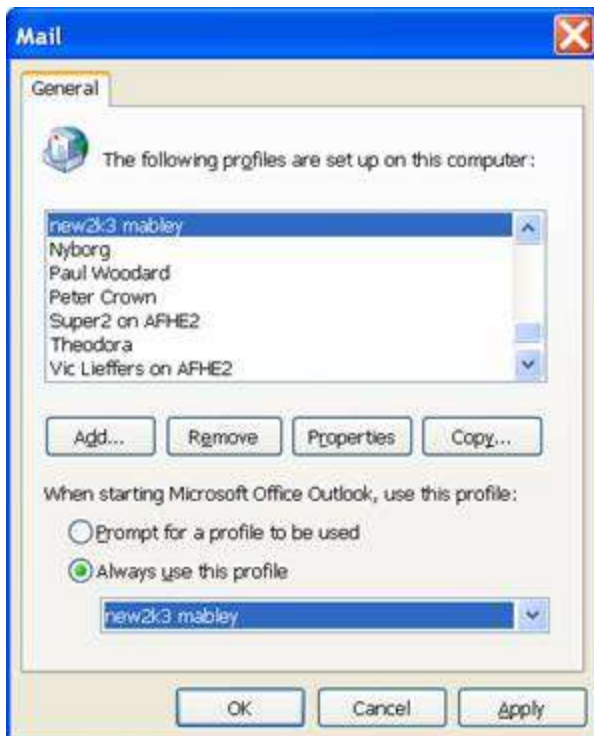 Mail
General
The following profiles are set up on this computer:
new2k3 mabley
Nyborg
Paul Woodard
Peter Crown
Super2 on AFHE2
Theodora
Vic Lieffers on AFHE2
Add... Remove Properties Copy...
When starting Microsoft Office Outlook, use this profile:
Prompt for a profile to be used
Always use this profile
new2k3 mabley
OK Cancel Apply